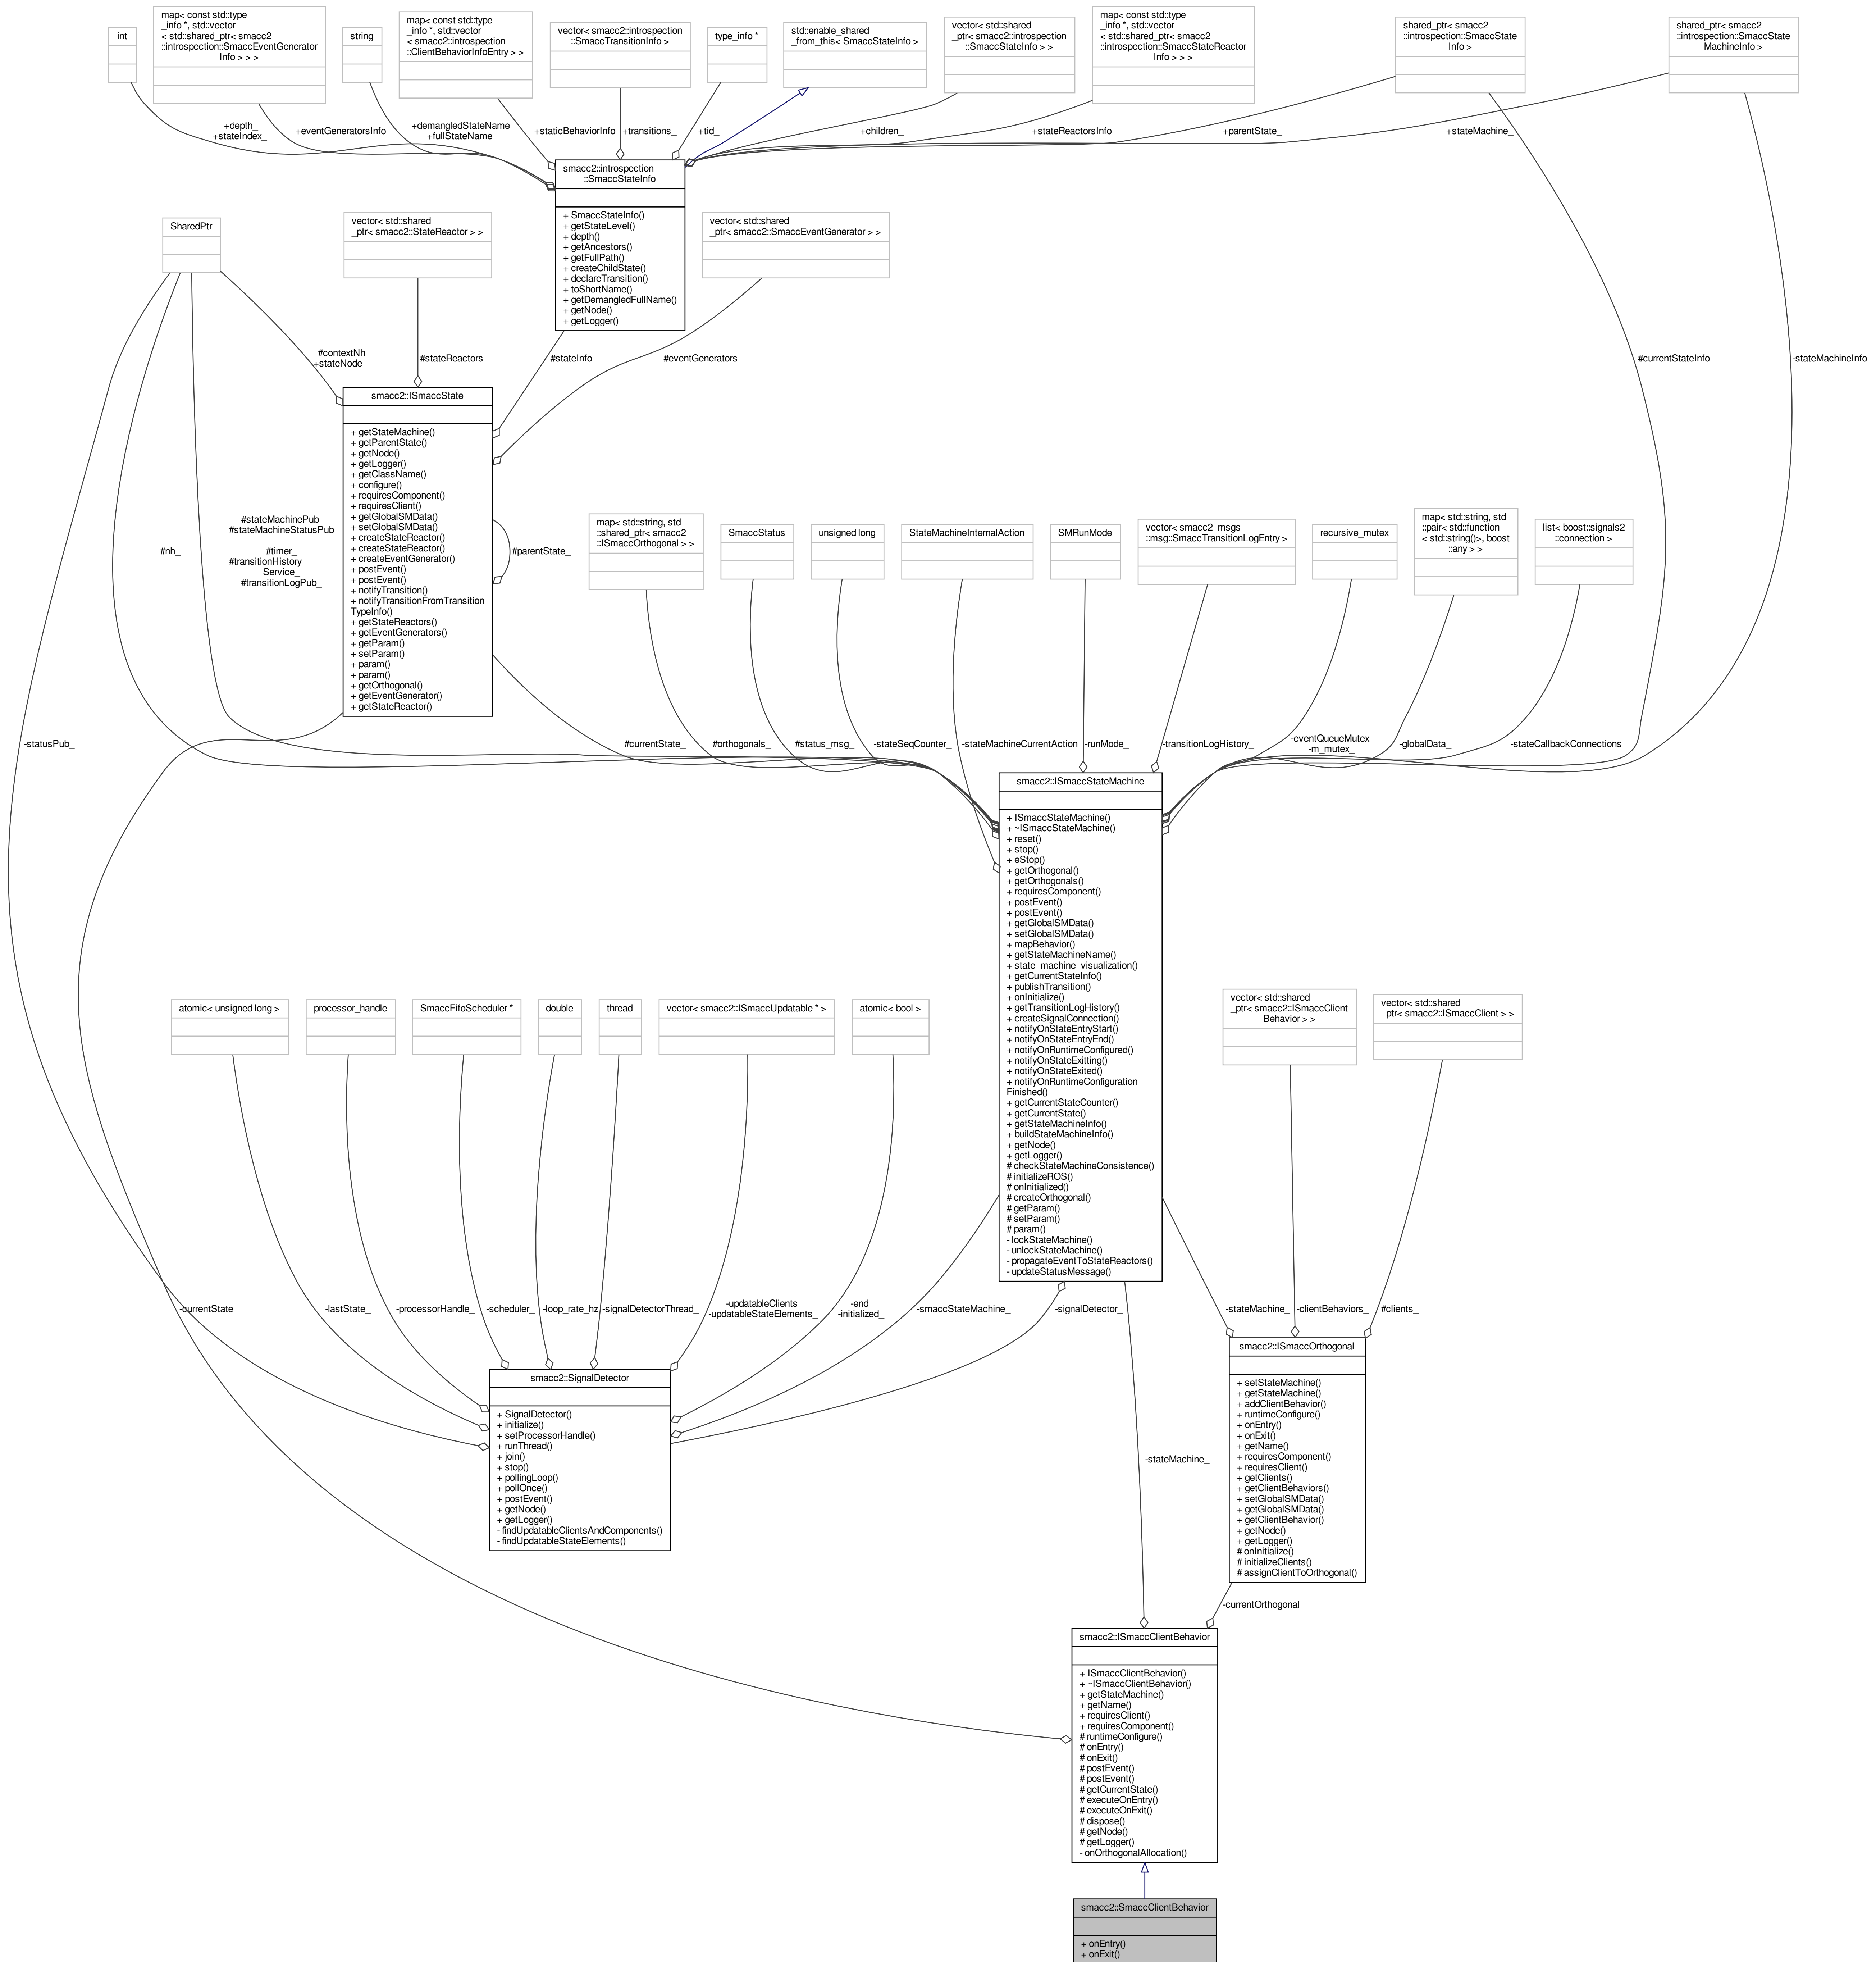 int
map< const std::type
_info *, std::vector
< std::shared_ptr< smacc2
::introspection::SmaccEventGenerator
Info > > >
string
map< const std::type
_info *, std::vector
< smacc2::introspection
::ClientBehaviorInfoEntry > >
vector< smacc2::introspection
::SmaccTransitionInfo >
type_info *
std::enable_shared
_from_this< SmaccStateInfo >
vector< std::shared
_ptr< smacc2::introspection
::SmaccStateInfo > >
map< const std::type
_info *, std::vector
< std::shared_ptr< smacc2
::introspection::SmaccStateReactor
Info > > >
shared_ptr< smacc2
::introspection::SmaccState
Info >
shared_ptr< smacc2
::introspection::SmaccState
MachineInfo >
+depth_
+stateIndex_
+eventGeneratorsInfo
+demangledStateName
+fullStateName
+staticBehaviorInfo
+transitions_
+tid_
+children_
+stateReactorsInfo
+parentState_
+stateMachine_
smacc2::introspection
::SmaccStateInfo
+ SmaccStateInfo()
+ getStateLevel()
+ depth()
+ getAncestors()
+ getFullPath()
+ createChildState()
+ declareTransition()
+ toShortName()
+ getDemangledFullName()
+ getNode()
+ getLogger()
SharedPtr
vector< std::shared
_ptr< smacc2::StateReactor > >
vector< std::shared
_ptr< smacc2::SmaccEventGenerator > >
#contextNh
+stateNode_
#stateReactors_
#stateInfo_
#eventGenerators_
#currentStateInfo_
-stateMachineInfo_
smacc2::ISmaccState
+ getStateMachine()
+ getParentState()
+ getNode()
+ getLogger()
+ getClassName()
+ configure()
+ requiresComponent()
+ requiresClient()
+ getGlobalSMData()
+ setGlobalSMData()
+ createStateReactor()
+ createStateReactor()
+ createEventGenerator()
+ postEvent()
+ postEvent()
+ notifyTransition()
+ notifyTransitionFromTransition
TypeInfo()
+ getStateReactors()
+ getEventGenerators()
+ getParam()
+ setParam()
+ param()
+ param()
+ getOrthogonal()
+ getEventGenerator()
+ getStateReactor()
#parentState_
#nh_
#stateMachinePub_
#stateMachineStatusPub
_
#timer_
#transitionHistory
Service_
#transitionLogPub_
map< std::string, std
::shared_ptr< smacc2
::ISmaccOrthogonal > >
SmaccStatus
unsigned long
StateMachineInternalAction
SMRunMode
vector< smacc2_msgs
::msg::SmaccTransitionLogEntry >
recursive_mutex
map< std::string, std
::pair< std::function
< std::string()>, boost
::any > >
list< boost::signals2
::connection >
-statusPub_
#currentState_
#orthogonals_
#status_msg_
-stateSeqCounter_
-stateMachineCurrentAction
-runMode_
-transitionLogHistory_
-eventQueueMutex_
-m_mutex_
-globalData_
-stateCallbackConnections
smacc2::ISmaccStateMachine
+ ISmaccStateMachine()
+ ~ISmaccStateMachine()
+ reset()
+ stop()
+ eStop()
+ getOrthogonal()
+ getOrthogonals()
+ requiresComponent()
+ postEvent()
+ postEvent()
+ getGlobalSMData()
+ setGlobalSMData()
+ mapBehavior()
+ getStateMachineName()
+ state_machine_visualization()
+ getCurrentStateInfo()
+ publishTransition()
+ onInitialize()
+ getTransitionLogHistory()
+ createSignalConnection()
+ notifyOnStateEntryStart()
+ notifyOnStateEntryEnd()
+ notifyOnRuntimeConfigured()
+ notifyOnStateExitting()
+ notifyOnStateExited()
+ notifyOnRuntimeConfiguration
Finished()
+ getCurrentStateCounter()
+ getCurrentState()
+ getStateMachineInfo()
+ buildStateMachineInfo()
+ getNode()
+ getLogger()
# checkStateMachineConsistence()
# initializeROS()
# onInitialized()
# createOrthogonal()
# getParam()
# setParam()
# param()
- lockStateMachine()
- unlockStateMachine()
- propagateEventToStateReactors()
- updateStatusMessage()
atomic< unsigned long >
processor_handle
SmaccFifoScheduler *
double
thread
vector< smacc2::ISmaccUpdatable * >
atomic< bool >
vector< std::shared
_ptr< smacc2::ISmaccClient
Behavior > >
vector< std::shared
_ptr< smacc2::ISmaccClient > >
-currentState
-lastState_
-processorHandle_
-scheduler_
-loop_rate_hz
-signalDetectorThread_
-updatableClients_
-updatableStateElements_
-end_
-initialized_
-smaccStateMachine_
-signalDetector_
-stateMachine_
-clientBehaviors_
#clients_
smacc2::SignalDetector
+ SignalDetector()
+ initialize()
+ setProcessorHandle()
+ runThread()
+ join()
+ stop()
+ pollingLoop()
+ pollOnce()
+ postEvent()
+ getNode()
+ getLogger()
- findUpdatableClientsAndComponents()
- findUpdatableStateElements()
smacc2::ISmaccOrthogonal
+ setStateMachine()
+ getStateMachine()
+ addClientBehavior()
+ runtimeConfigure()
+ onEntry()
+ onExit()
+ getName()
+ requiresComponent()
+ requiresClient()
+ getClients()
+ getClientBehaviors()
+ setGlobalSMData()
+ getGlobalSMData()
+ getClientBehavior()
+ getNode()
+ getLogger()
# onInitialize()
# initializeClients()
# assignClientToOrthogonal()
-stateMachine_
-currentOrthogonal
smacc2::ISmaccClientBehavior
+ ISmaccClientBehavior()
+ ~ISmaccClientBehavior()
+ getStateMachine()
+ getName()
+ requiresClient()
+ requiresComponent()
# runtimeConfigure()
# onEntry()
# onExit()
# postEvent()
# postEvent()
# getCurrentState()
# executeOnEntry()
# executeOnExit()
# dispose()
# getNode()
# getLogger()
- onOrthogonalAllocation()
smacc2::SmaccClientBehavior
+ onEntry()
+ onExit()